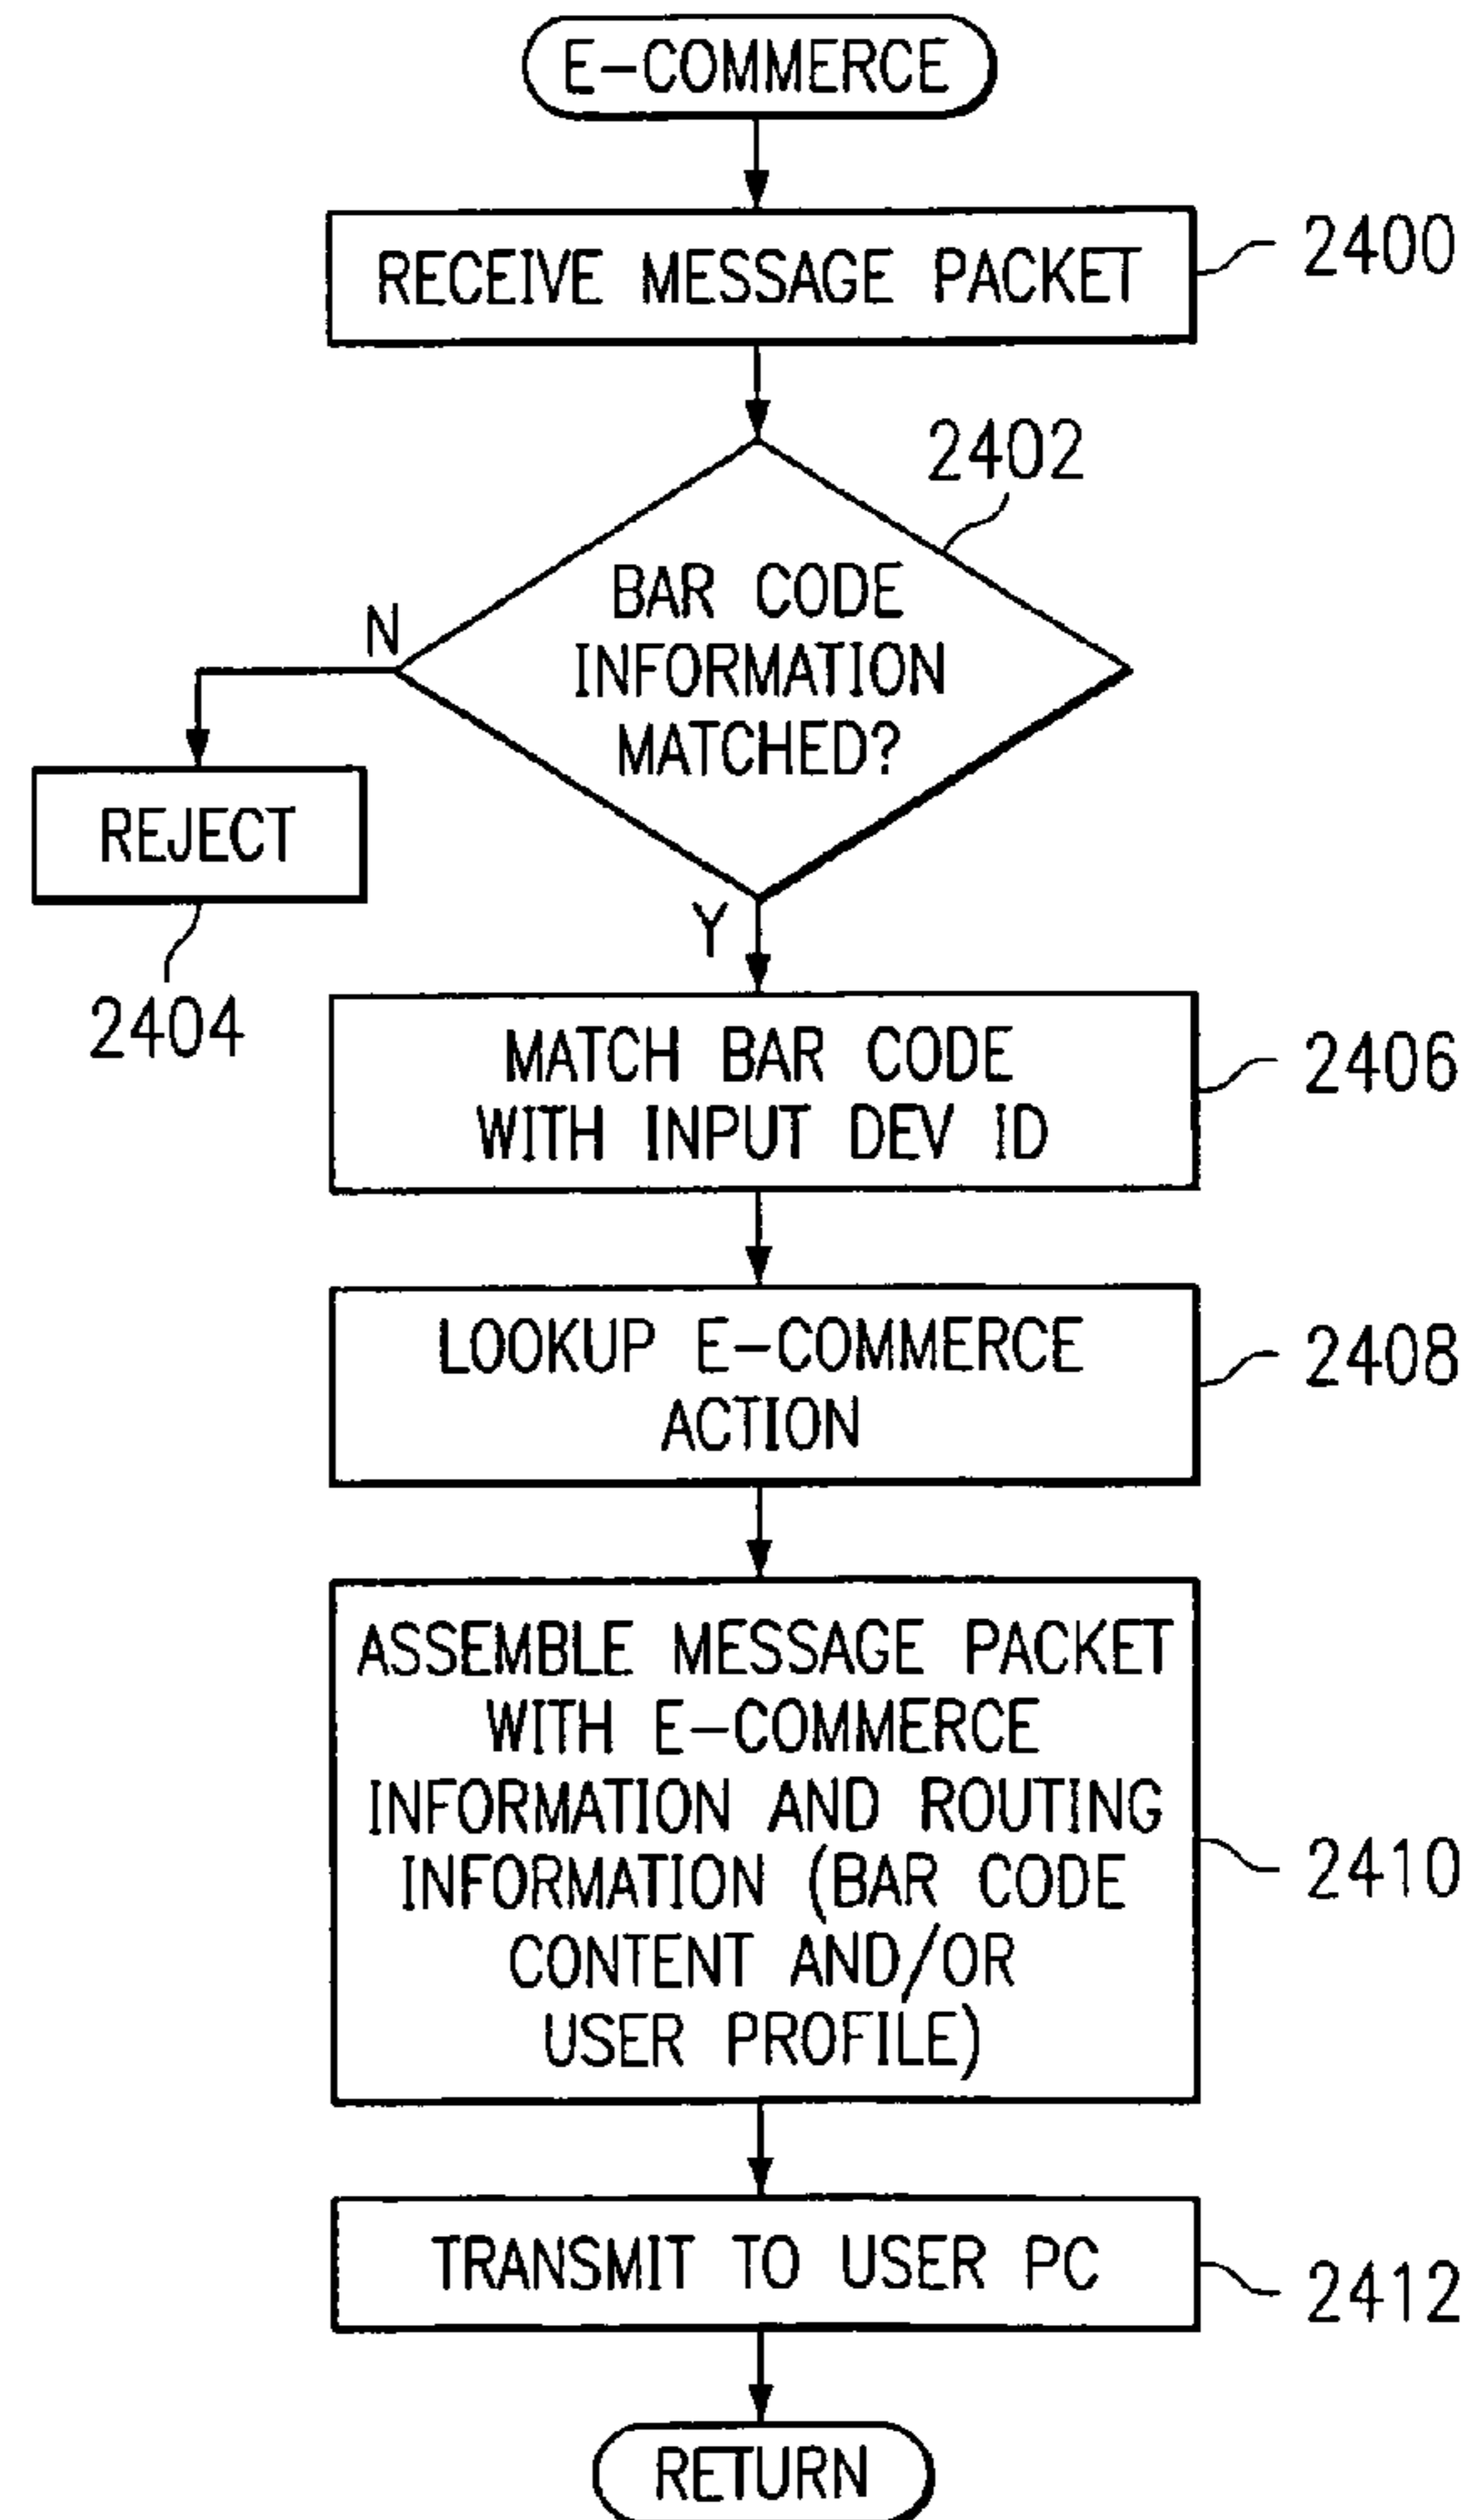 E-COMMERCE
RECEIVE MESSAGE PACKET
2400
2402
BAR CODE
INFORMATION
MATCHED?
N
REJECT
2404
Y
MATCH BAR CODE
WITH INPUT DEV ID
2406
LOOKUP E-COMMERCE
ACTION
2408
ASSEMBLE MESSAGE PACKET
WITH E-COMMERCE
INFORMATION AND ROUTING
INFORMATION (BAR CODE
CONTENT AND/OR
USER PROFILE)
2410
TRANSMIT TO USER PC
2412
RETURN